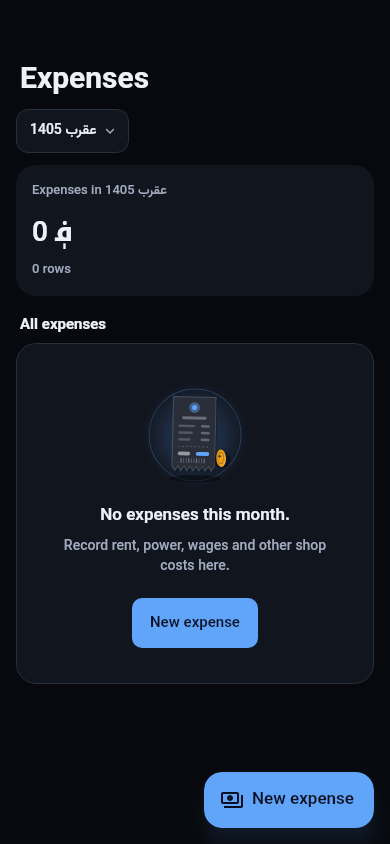 Expenses
عقرب 1405
Expenses in عقرب 1405
0 ؋
0 rows
All expenses
No expenses this month.
Record rent, power, wages and other shop
costs here.
New expense
New expense